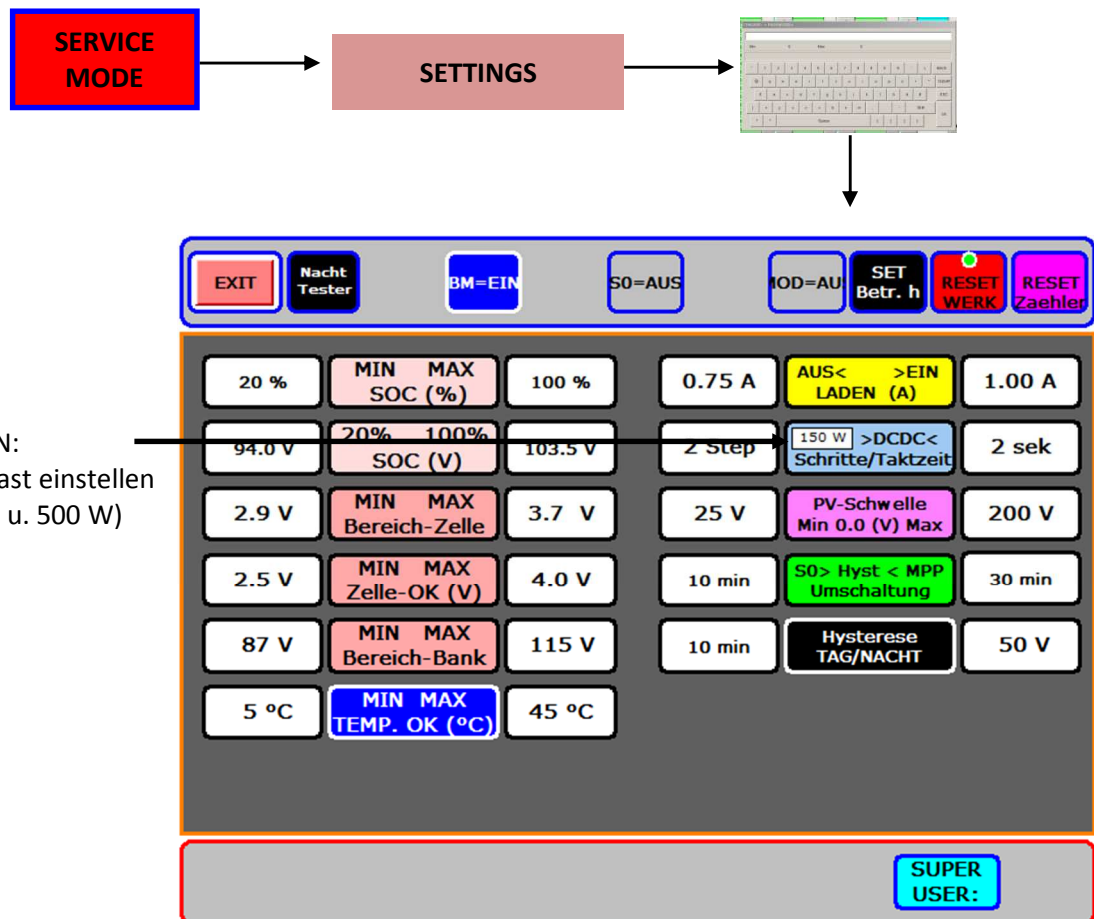 SERVICE
MODE
SETTINGS
EXIT
Nacht
Tester
BM=EIN
S0=AUS
MOD=AUS
SET
Betr. h
RESET
WERK
RESET
Zaehler
20 %
MIN MAX
SOC (%)
100 %
0.75 A
AUS< >EIN
LADEN (A)
1.00 A
N:
ast einstellen
u. 500 W)
94.0 V
20% 100%
SOC (V)
103.5 V
2 Step
150 W >DCDC<
Schritte/Taktzeit
2 sek
2.9 V
MIN MAX
Bereich-Zelle
3.7 V
25 V
PV-Schwelle
Min 0.0 (V) Max
200 V
2.5 V
MIN MAX
Zelle-OK (V)
4.0 V
10 min
S0> Hyst < MPP
Umschaltung
30 min
87 V
MIN MAX
Bereich-Bank
115 V
10 min
Hysterese
TAG/NACHT
50 V
5 °C
MIN MAX
TEMP. OK (°C)
45 °C
SUPER
USER: